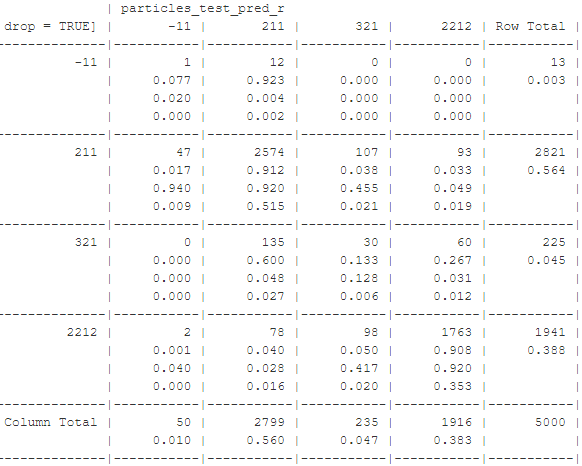 | particles_test_pred_r
drop = TRUE] | -11 | 211 | 321 | 2212 | Row Total |
-------------|-----------|-----------|-----------|-----------|-----------|
-11 | 1 | 12 | 0 | 0 | 13 |
| 0.077 | 0.923 | 0.000 | 0.000 | 0.003 |
| 0.020 | 0.004 | 0.000 | 0.000 | |
| 0.000 | 0.002 | 0.000 | 0.000 | |
-------------|-----------|-----------|-----------|-----------|-----------|
211 | 47 | 2574 | 107 | 93 | 2821 |
| 0.017 | 0.912 | 0.038 | 0.033 | 0.564 |
| 0.940 | 0.920 | 0.455 | 0.049 | |
| 0.009 | 0.515 | 0.021 | 0.019 | |
-------------|-----------|-----------|-----------|-----------|-----------|
321 | 0 | 135 | 30 | 60 | 225 |
| 0.000 | 0.600 | 0.133 | 0.267 | 0.045 |
| 0.000 | 0.048 | 0.128 | 0.031 | |
| 0.000 | 0.027 | 0.006 | 0.012 | |
-------------|-----------|-----------|-----------|-----------|-----------|
2212 | 2 | 78 | 98 | 1763 | 1941 |
| 0.001 | 0.040 | 0.050 | 0.908 | 0.388 |
| 0.040 | 0.028 | 0.417 | 0.920 | |
| 0.000 | 0.016 | 0.020 | 0.353 | |
-------------|-----------|-----------|-----------|-----------|-----------|
Column Total | 50 | 2799 | 235 | 1916 | 5000 |
| 0.010 | 0.560 | 0.047 | 0.383 | |
-------------|-----------|-----------|-----------|-----------|-----------|